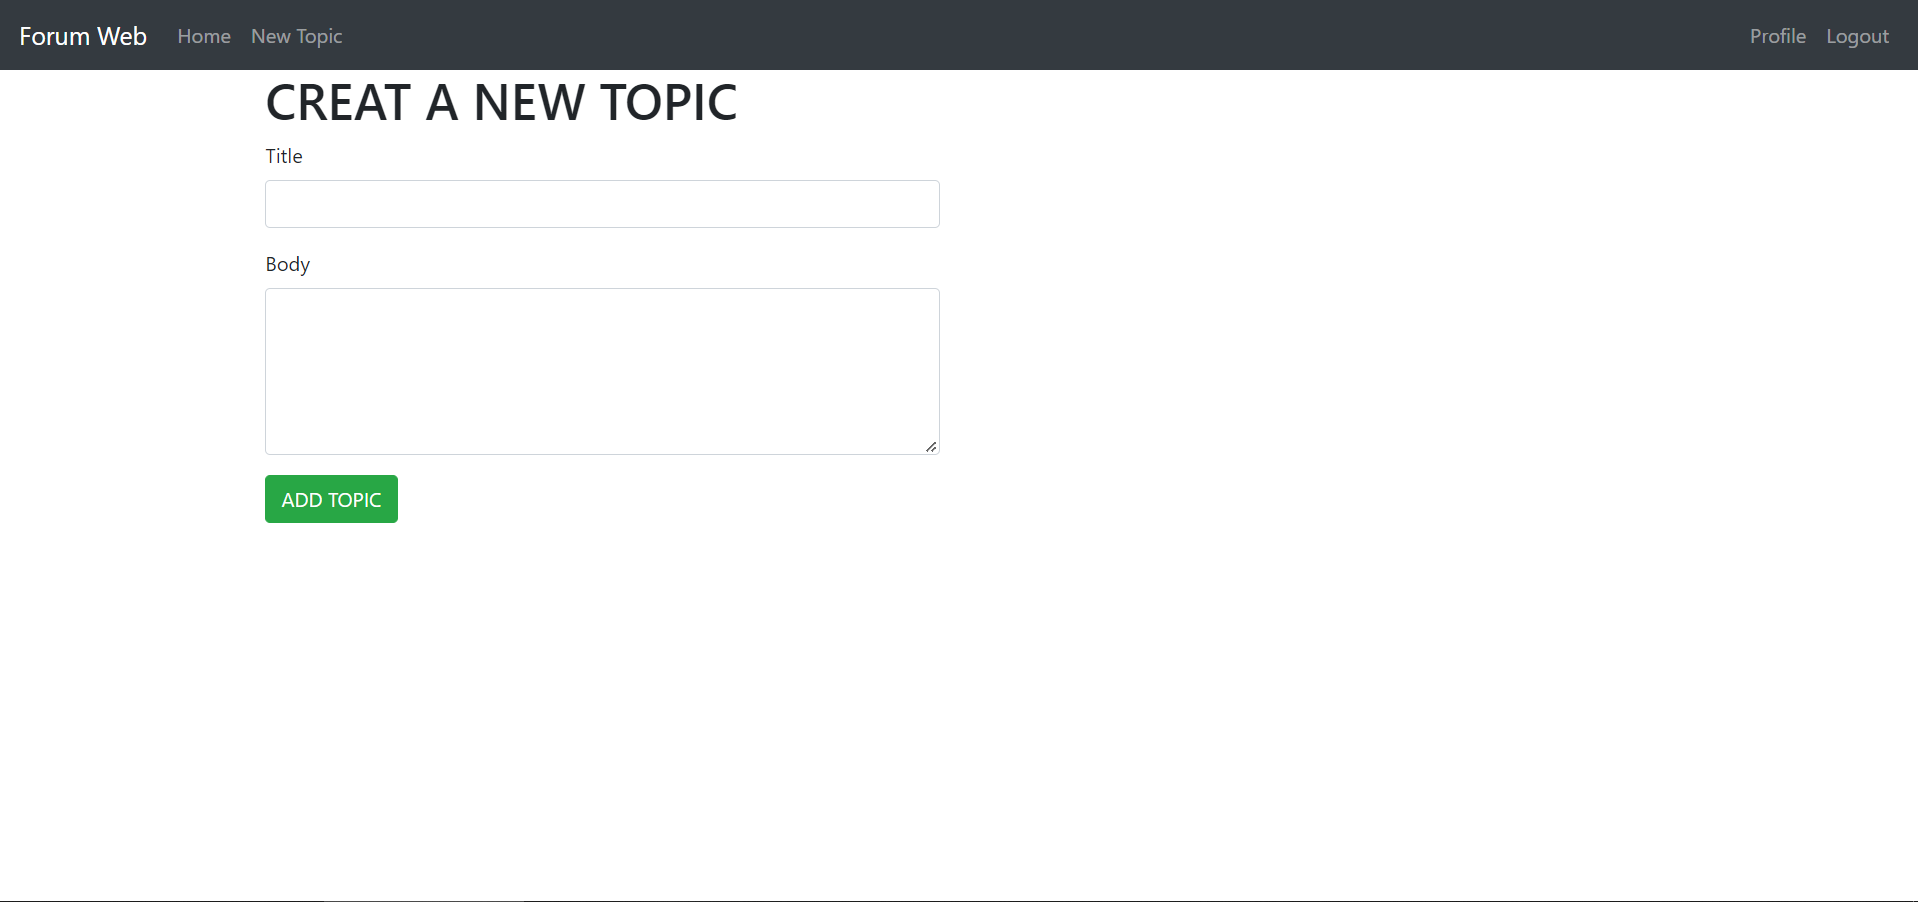 Forum Web Home New Topic Profile Logout
CREAT A NEW TOPIC
Title
Body
ADD TOPIC